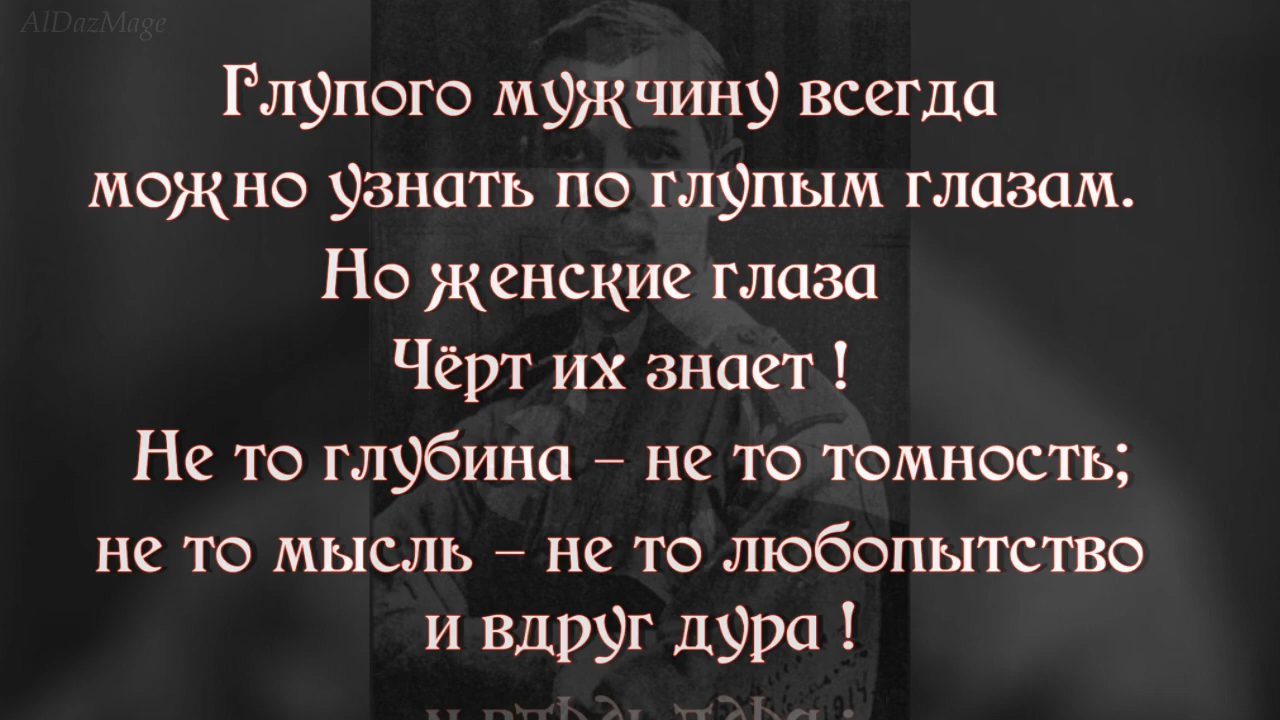 AlDazMage
Глупого мужчину всегда
можно узнать по глупым глазам.
Но женские глаза
Чёрт их знает !
Не то глубина – не то томность;
не то мысль – не то любопытство
и вдруг дура !